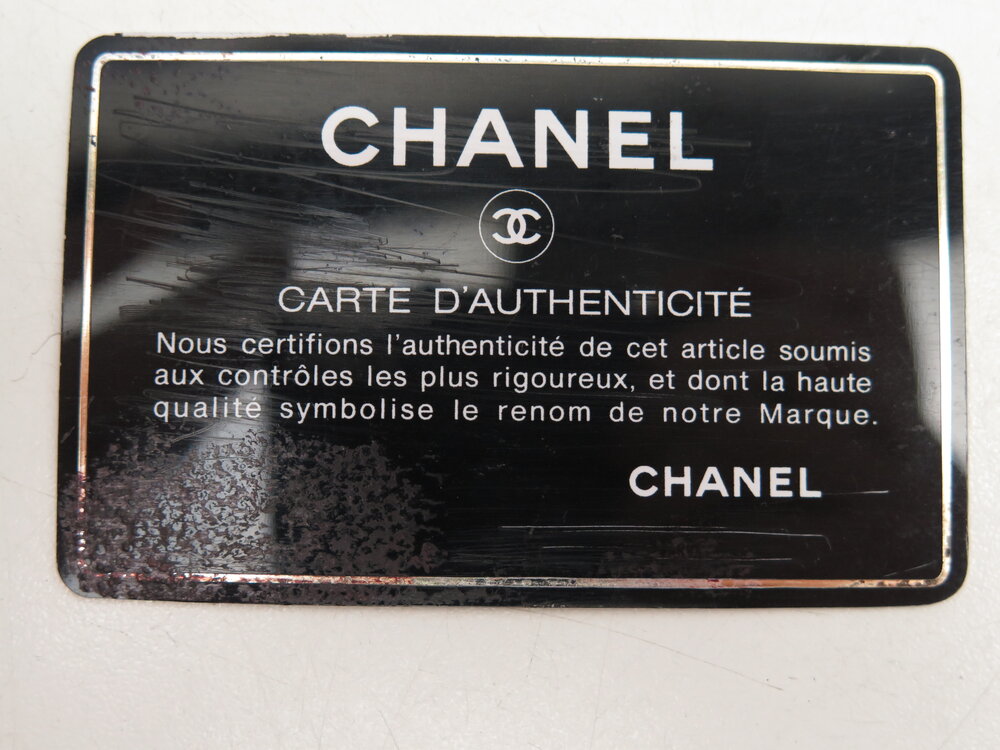 CHANEL
CARTE D'AUTHENTICITÉ
Nous certifions l'authenticité de cet article soumis
aux contrôles les plus rigoureux, et dont la haute
qualité symbolise le renom de notre Marque.
CHANEL